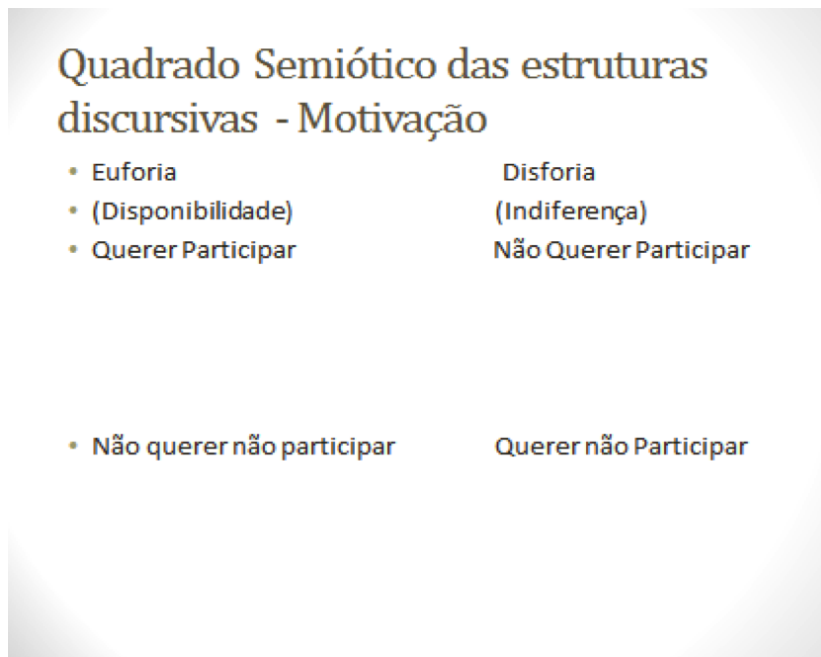 Quadrado Semiótico das estruturas
discursivas - Motivação
• Euforia Disforia
• (Disponibilidade) (Indiferença)
• Querer Participar Não Querer Participar
• Não querer não participar Querer não Participar